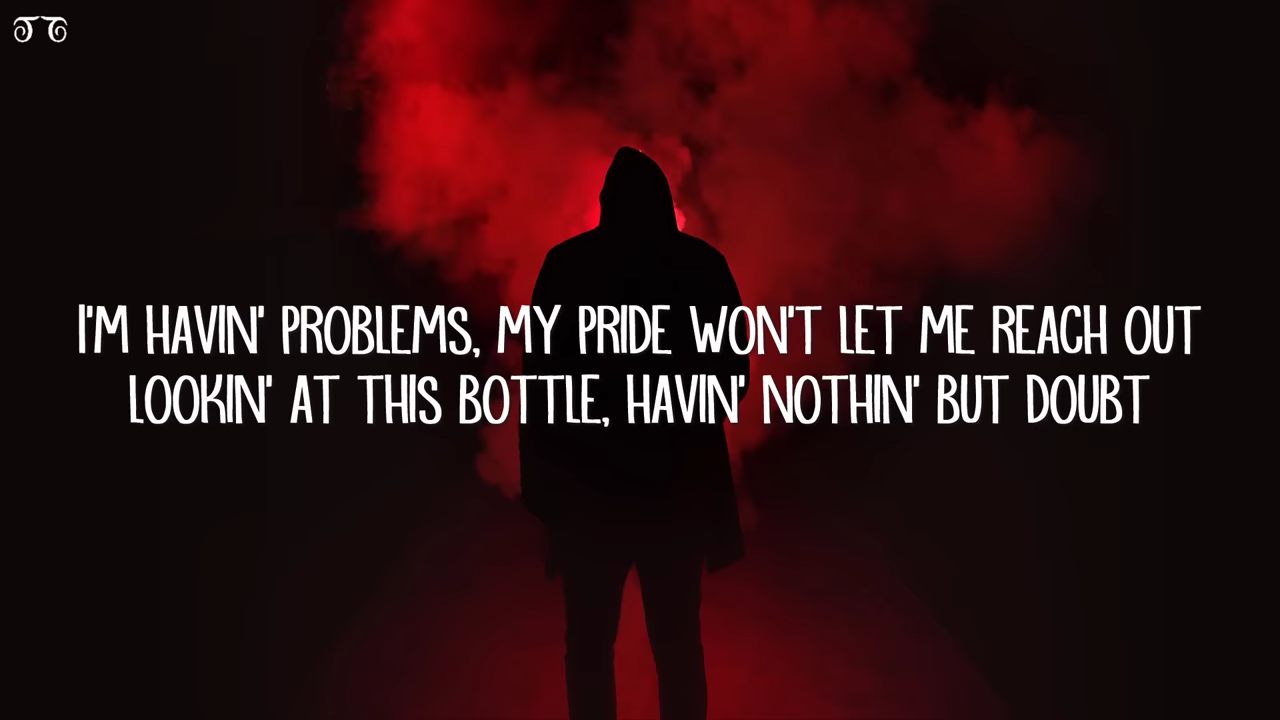 I'M HAVIN' PROBLEMS, MY PRIDE WON'T LET ME REACH OUT
LOOKIN' AT THIS BOTTLE, HAVIN' NOTHIN' BUT DOUBT